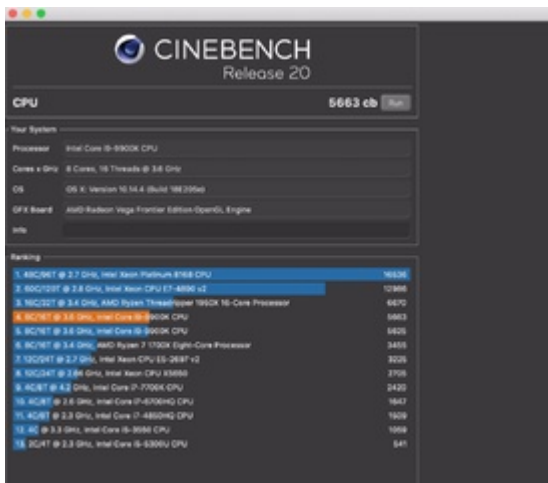 CINEBENCH
Release 20
CPU 5663 cb Run
Your System
Processor Intel Core i9-9900K CPU
Cores x GHz 8 Cores, 16 Threads @ 3.6 GHz
OS OS X: Version 10.14.4 (Build 18E205e)
GFX Board AMD Radeon Vega Frontier Edition OpenGL Engine
Info
Ranking
1. 48C/96T @ 2.7 GHz, Intel Xeon Platinum 8168 CPU 16536
2. 60C/120T @ 2.8 GHz, Intel Xeon CPU E7-4890 v2 12986
3. 16C/32T @ 3.4 GHz, AMD Ryzen Threadripper 1950X 16-Core Processor 6670
4. 8C/16T @ 3.6 GHz, Intel Core i9-9900K CPU 5663
5. 8C/16T @ 3.6 GHz, Intel Core i9-9900K CPU 5625
6. 8C/16T @ 3.4 GHz, AMD Ryzen 7 1700X Eight-Core Processor 3455
7. 12C/24T @ 2.7 GHz, Intel Xeon CPU E5-2697 v2 3225
8. 12C/24T @ 2.66 GHz, Intel Xeon CPU X5650 2705
9. 4C/8T @ 4.2 GHz, Intel Core i7-7700K CPU 2420
10. 4C/8T @ 2.6 GHz, Intel Core i7-6700HQ CPU 1647
11. 4C/8T @ 2.3 GHz, Intel Core i7-4850HQ CPU 1509
12. 4C @ 3.3 GHz, Intel Core i5-3550 CPU 1059
13. 2C/4T @ 2.3 GHz, Intel Core i5-5300U CPU 541